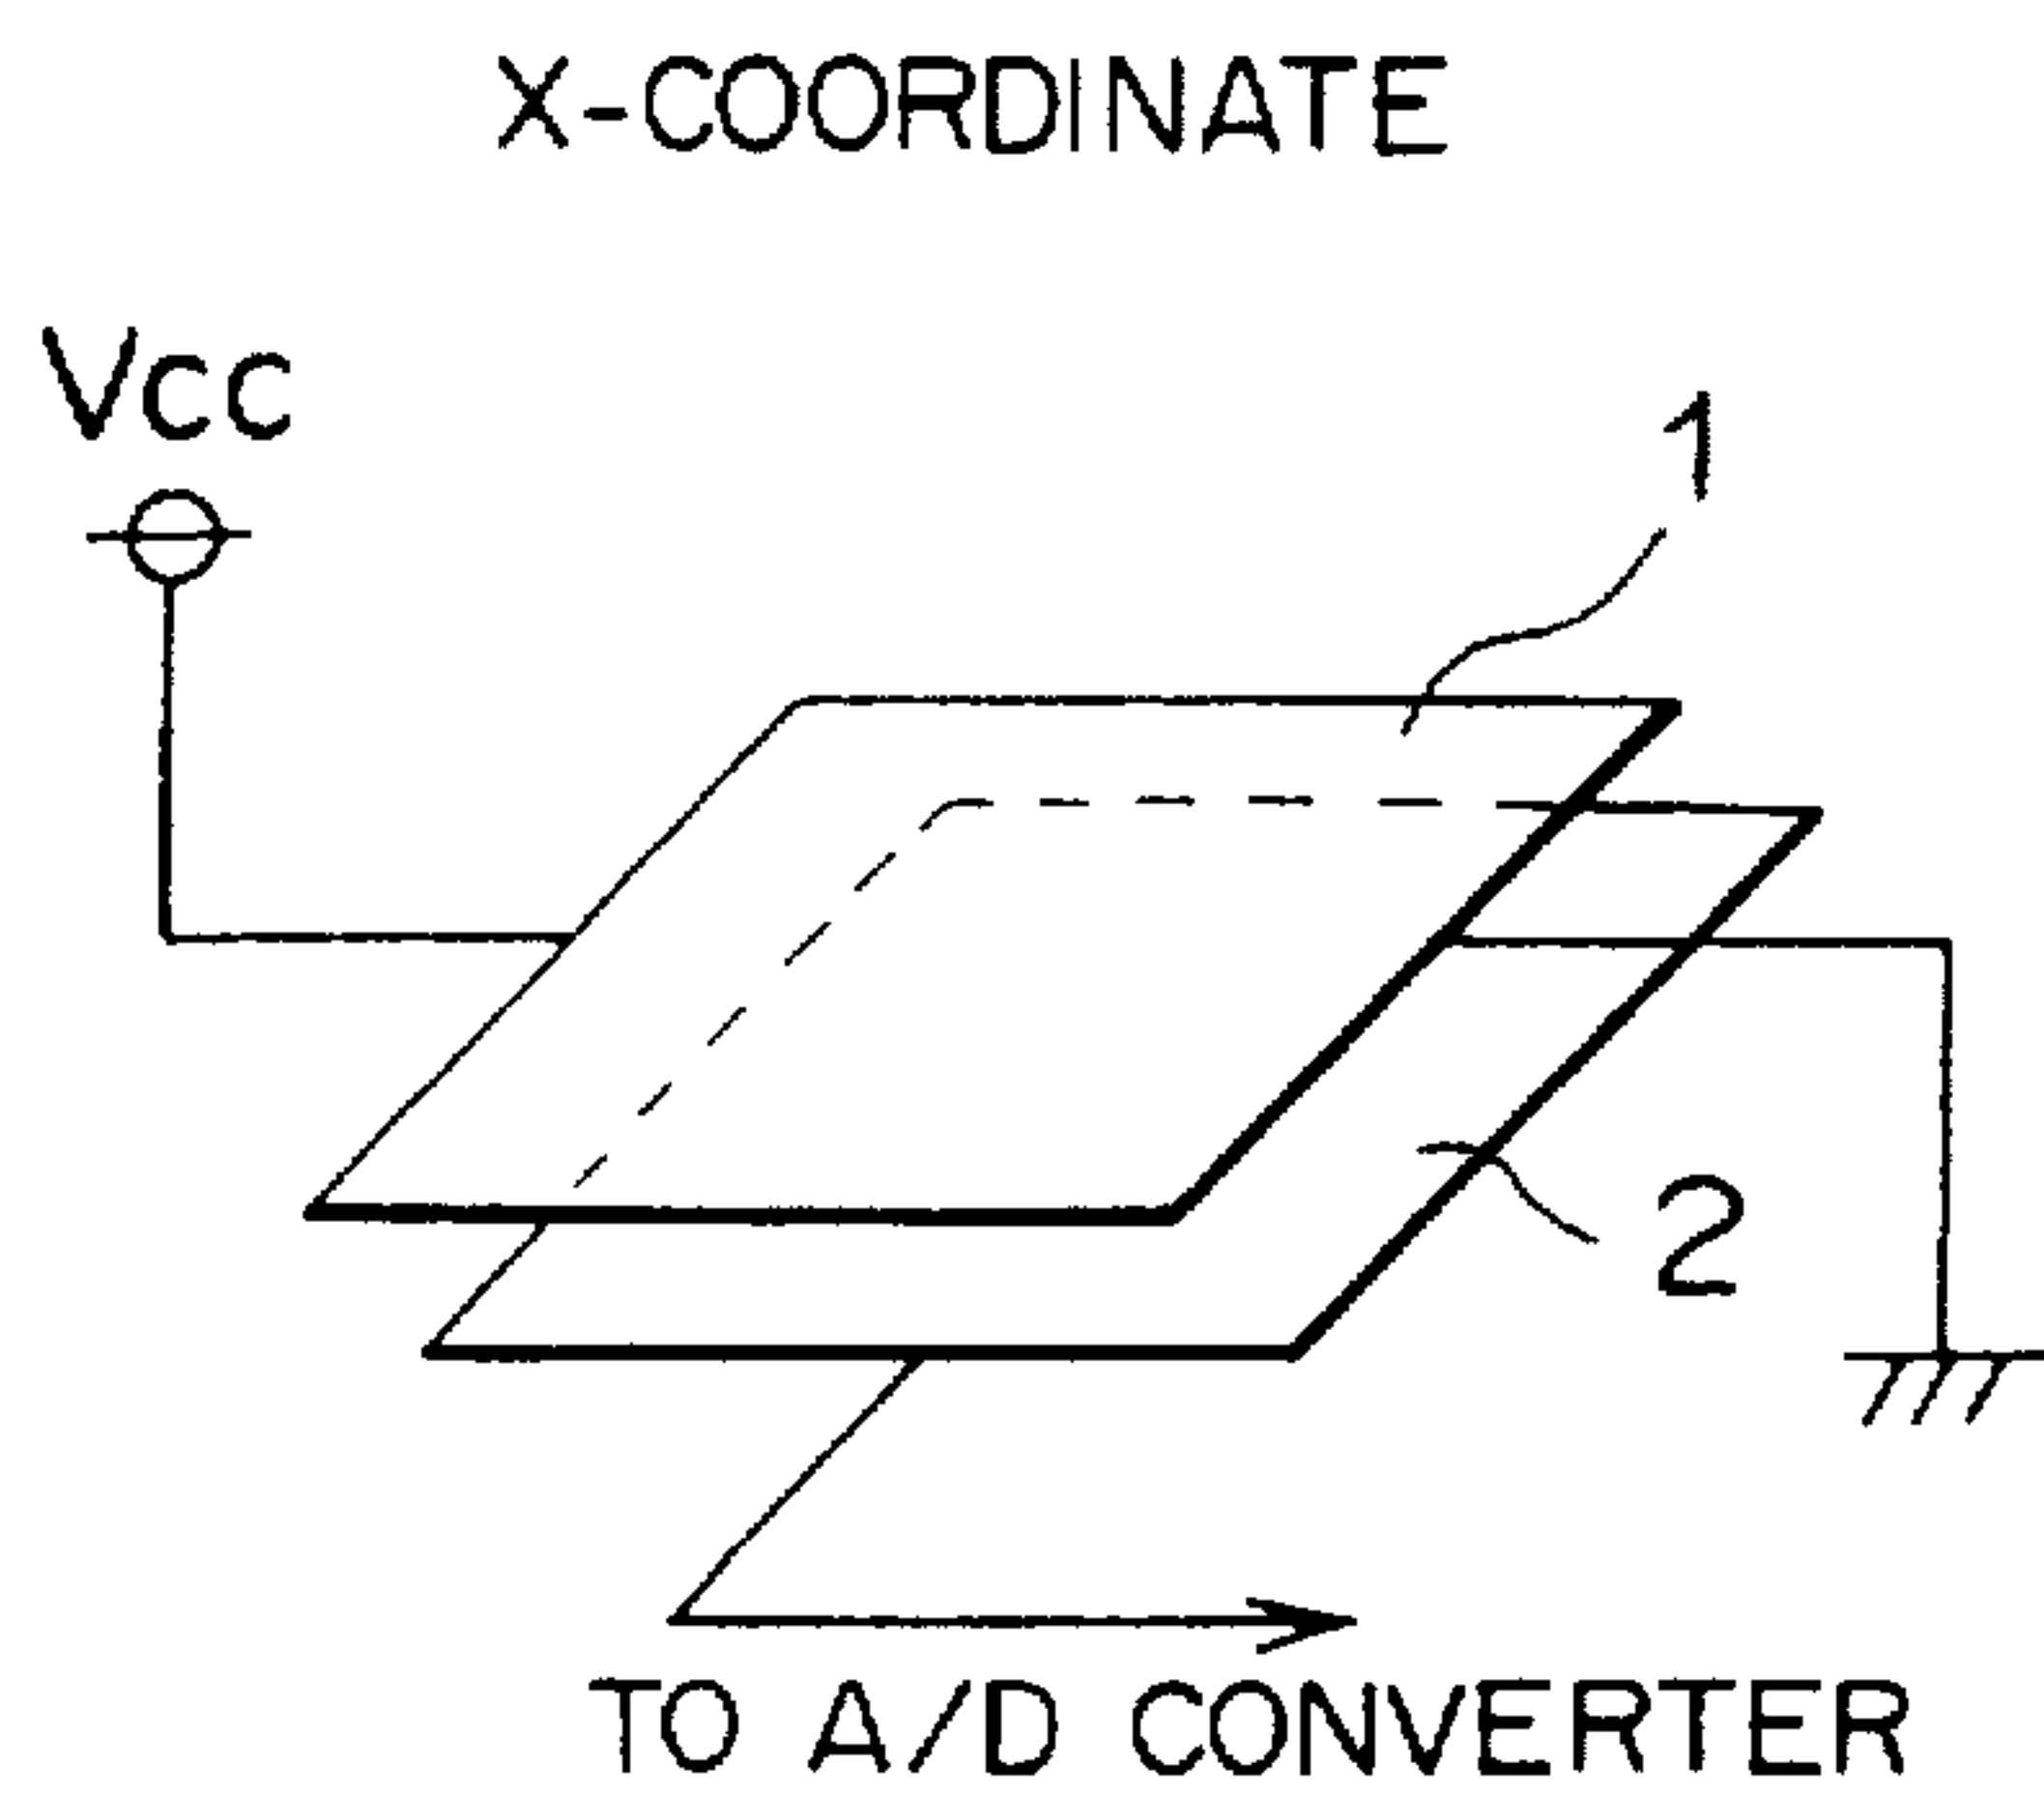 X-COORDINATE
Vcc
1
2
TO A/D CONVERTER